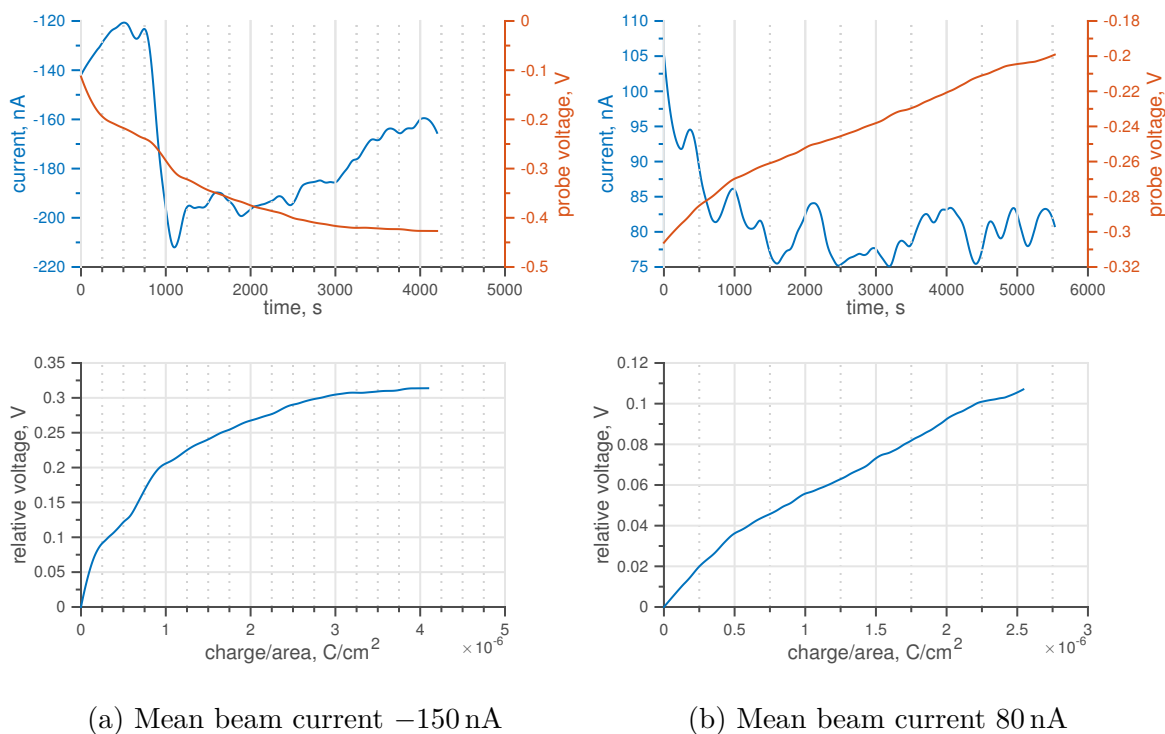 -120
-140
-160
-180
-200
-220
current, nA
0
-0.1
-0.2
-0.3
-0.4
-0.5
probe voltage, V
0 1000 2000 3000 4000 5000
time, s
110
105
100
95
90
85
80
75
current, nA
-0.18
-0.2
-0.22
-0.24
-0.26
-0.28
-0.3
-0.32
probe voltage, V
0 1000 2000 3000 4000 5000 6000
time, s
0.35
0.3
0.25
0.2
0.15
0.1
0.05
0
relative voltage, V
0 1 2 3 4 5
charge/area, C/cm²
×10⁻⁶
0.12
0.1
0.08
0.06
0.04
0.02
0
relative voltage, V
0 0.5 1 1.5 2 2.5 3
charge/area, C/cm²
×10⁻⁶
(a) Mean beam current −150 nA
(b) Mean beam current 80 nA